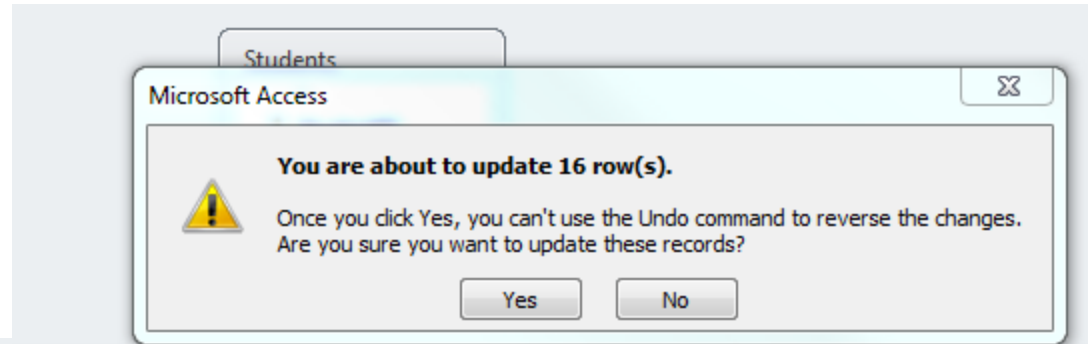 Students
Microsoft Access
You are about to update 16 row(s).
Once you click Yes, you can't use the Undo command to reverse the changes.
Are you sure you want to update these records?
Yes No